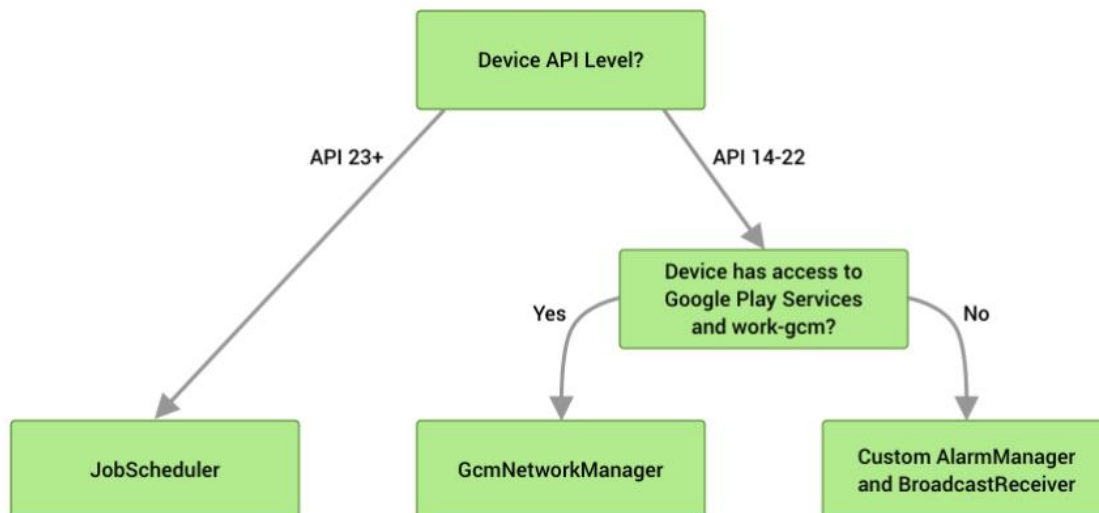 Device API Level?
API 23+
API 14-22
Device has access to
Google Play Services
and work-gcm?
Yes
No
JobScheduler
GcmNetworkManager
Custom AlarmManager
and BroadcastReceiver